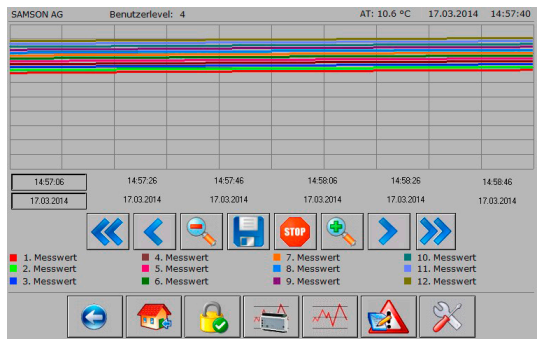 SAMSON AG Benutzerlevel: 4 AT: 10.6 °C 17.03.2014 14:57:40
14:57:06 14:57:26 14:57:46 14:58:06 14:58:26 14:58:46
17.03.2014 17.03.2014 17.03.2014 17.03.2014 17.03.2014 17.03.2014
STOP
1. Messwert 4. Messwert 7. Messwert 10. Messwert
2. Messwert 5. Messwert 8. Messwert 11. Messwert
3. Messwert 6. Messwert 9. Messwert 12. Messwert